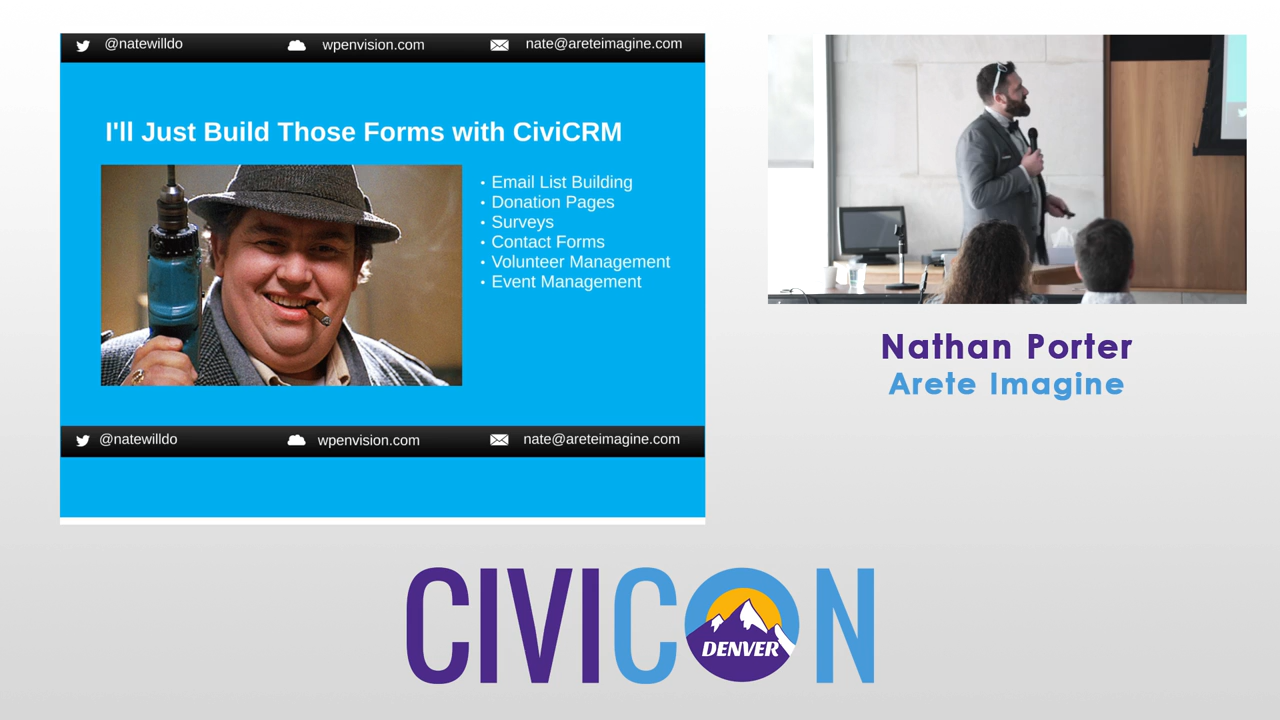 @natewilldo wpenvision.com nate@areteimagine.com
I'll Just Build Those Forms with CiviCRM
• Email List Building
• Donation Pages
• Surveys
• Contact Forms
• Volunteer Management
• Event Management
@natewilldo wpenvision.com nate@areteimagine.com
Nathan Porter
Arete Imagine
CIVICON
DENVER